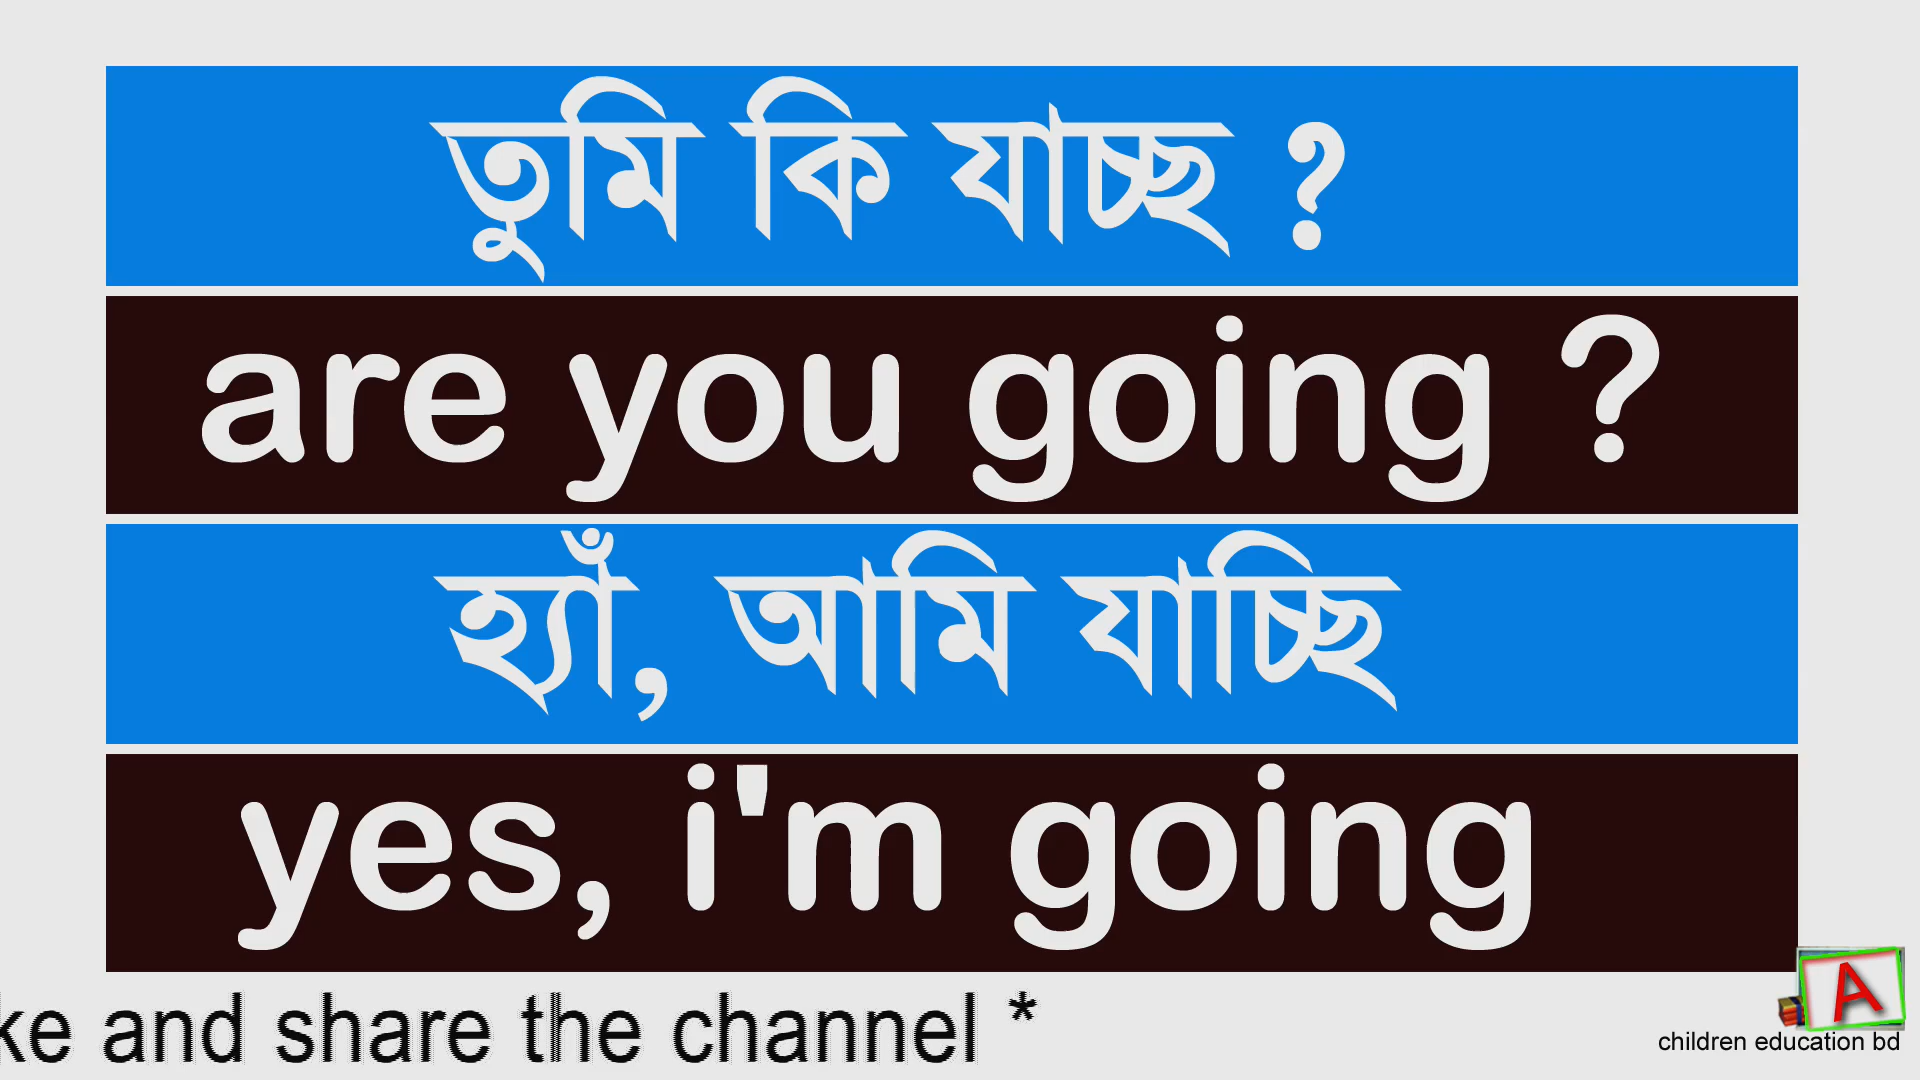 তুমি কি যাচ্ছ ?
are you going ?
হ্যাঁ, আমি যাচ্ছি
yes, i'm going
ke and share the channel *
A
children education bd